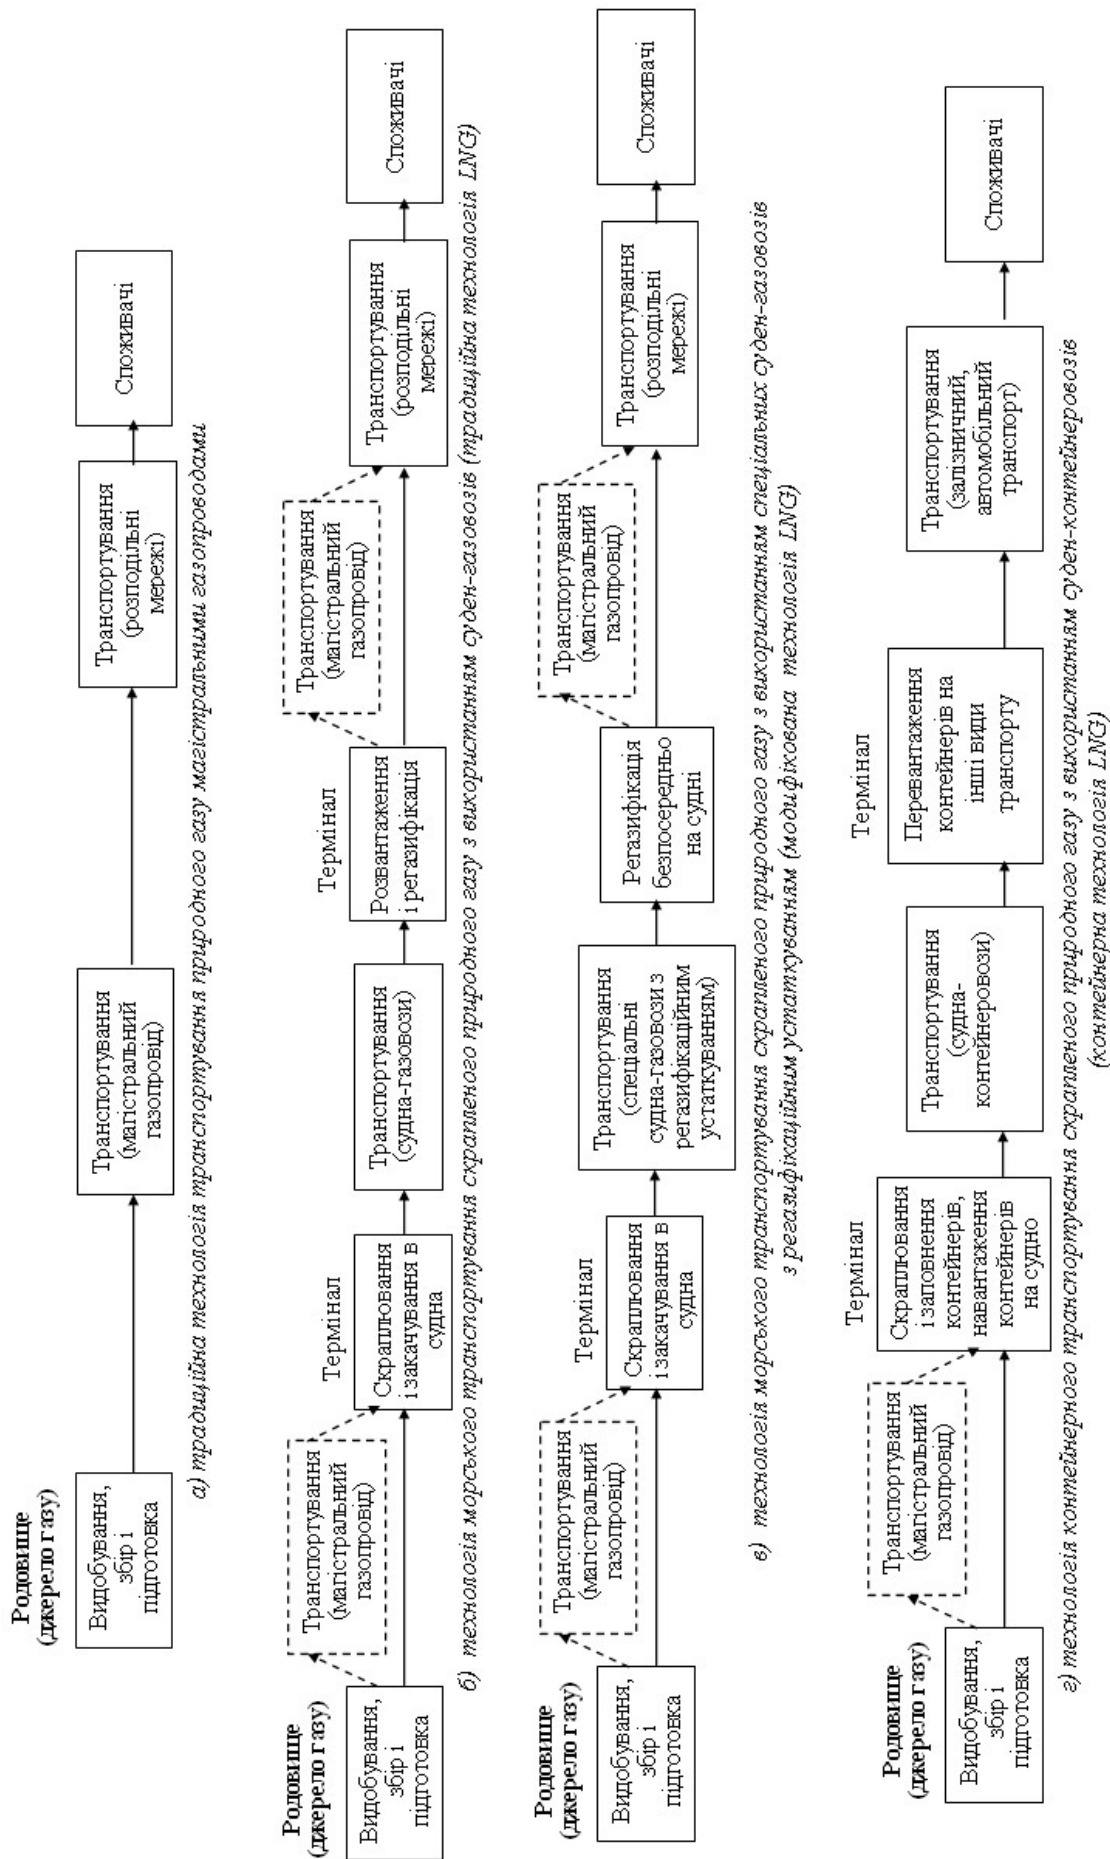 Родовище
(джерело газу)
Видобування,
збір і
підготовка
Транспортування
(магістральний
газопровід)
Транспортування
(розподільні
мережі)
Споживачі
а) традиційна технологія транспортування природного газу магістральними газопроводами
Родовище
(джерело газу)
Видобування,
збір і
підготовка
Транспортування
(магістральний
газопровід)
Термінал
Скраплювання
і закачування в
судна
Транспортування
(судна-газовози)
Термінал
Розвантаження
і регазифікація
Транспортування
(магістральний
газопровід)
Транспортування
(розподільні
мережі)
Споживачі
б) технологія морського транспортування скрапленого природного газу з використанням суден-газовозів (традиційна технологія LNG)
Родовище
(джерело газу)
Видобування,
збір і
підготовка
Транспортування
(магістральний
газопровід)
Термінал
Скраплювання
і закачування в
судна
Транспортування
(спеціальні
судна-газовози з
регазифікаційним
устаткуванням)
Регазифікація
безпосередньо
на судні
Транспортування
(магістральний
газопровід)
Транспортування
(розподільні
мережі)
Споживачі
в) технологія морського транспортування скрапленого природного газу з використанням спеціальних суден-газовозів
з регазифікаційним устаткуванням (модифікована технологія LNG)
Родовище
(джерело газу)
Видобування,
збір і
підготовка
Транспортування
(магістральний
газопровід)
Термінал
Скраплювання
і заповнення
контейнерів,
навантаження
контейнерів
на судно
Транспортування
(судна-
контейнеровози)
Термінал
Перевантаження
контейнерів на
інші види
транспорту
Транспортування
(залізничний,
автомобільний
транспорт)
Споживачі
г) технологія контейнерного транспортування скрапленого природного газу з використанням суден-контейнеровозів
(контейнерна технологія LNG)